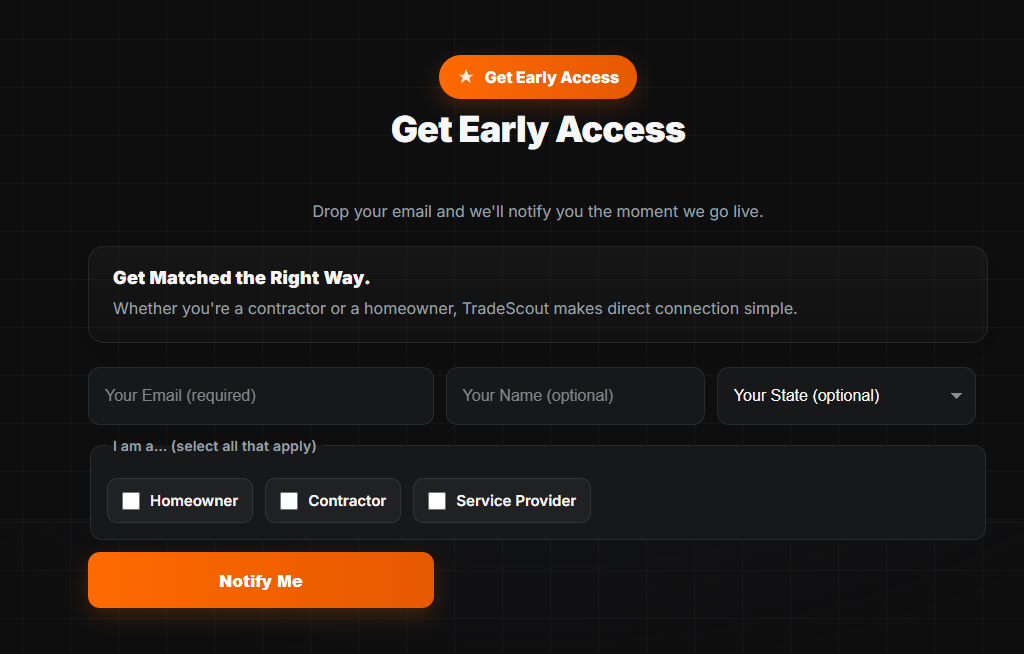 ★ Get Early Access
Get Early Access
Drop your email and we'll notify you the moment we go live.
Get Matched the Right Way.
Whether you're a contractor or a homeowner, TradeScout makes direct connection simple.
Your Email (required)
Your Name (optional)
Your State (optional)
I am a... (select all that apply)
Homeowner
Contractor
Service Provider
Notify Me